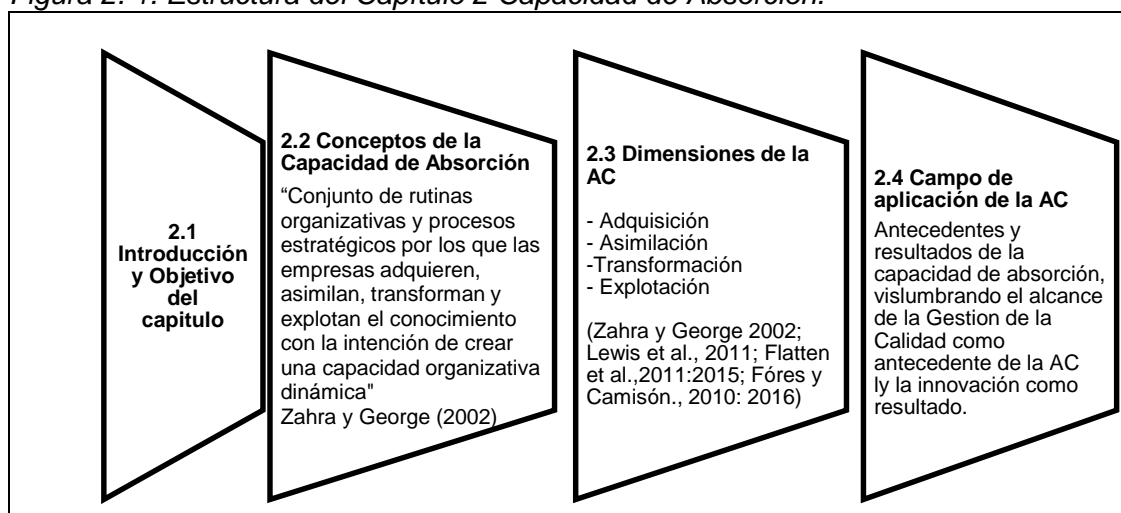 Figura 2. 1. Estructura del Capítulo 2 Capacidad de Absorción.
2.1
Introducción
y Objetivo
del
capitulo
2.2 Conceptos de la
Capacidad de Absorción
“Conjunto de rutinas
organizativas y procesos
estratégicos por los que las
empresas adquieren,
asimilan, transforman y
explotan el conocimiento
con la intención de crear
una capacidad organizativa
dinámica"
Zahra y George (2002)
2.3 Dimensiones de la
AC
- Adquisición
- Asimilación
-Transformación
- Explotación
(Zahra y George 2002;
Lewis et al., 2011; Flatten
et al.,2011:2015; Fóres y
Camisón., 2010: 2016)
2.4 Campo de
aplicación de la AC
Antecedentes y
resultados de la
capacidad de absorción,
vislumbrando el alcance
de la Gestion de la
Calidad como
antecedente de la AC
ly la innovación como
resultado.